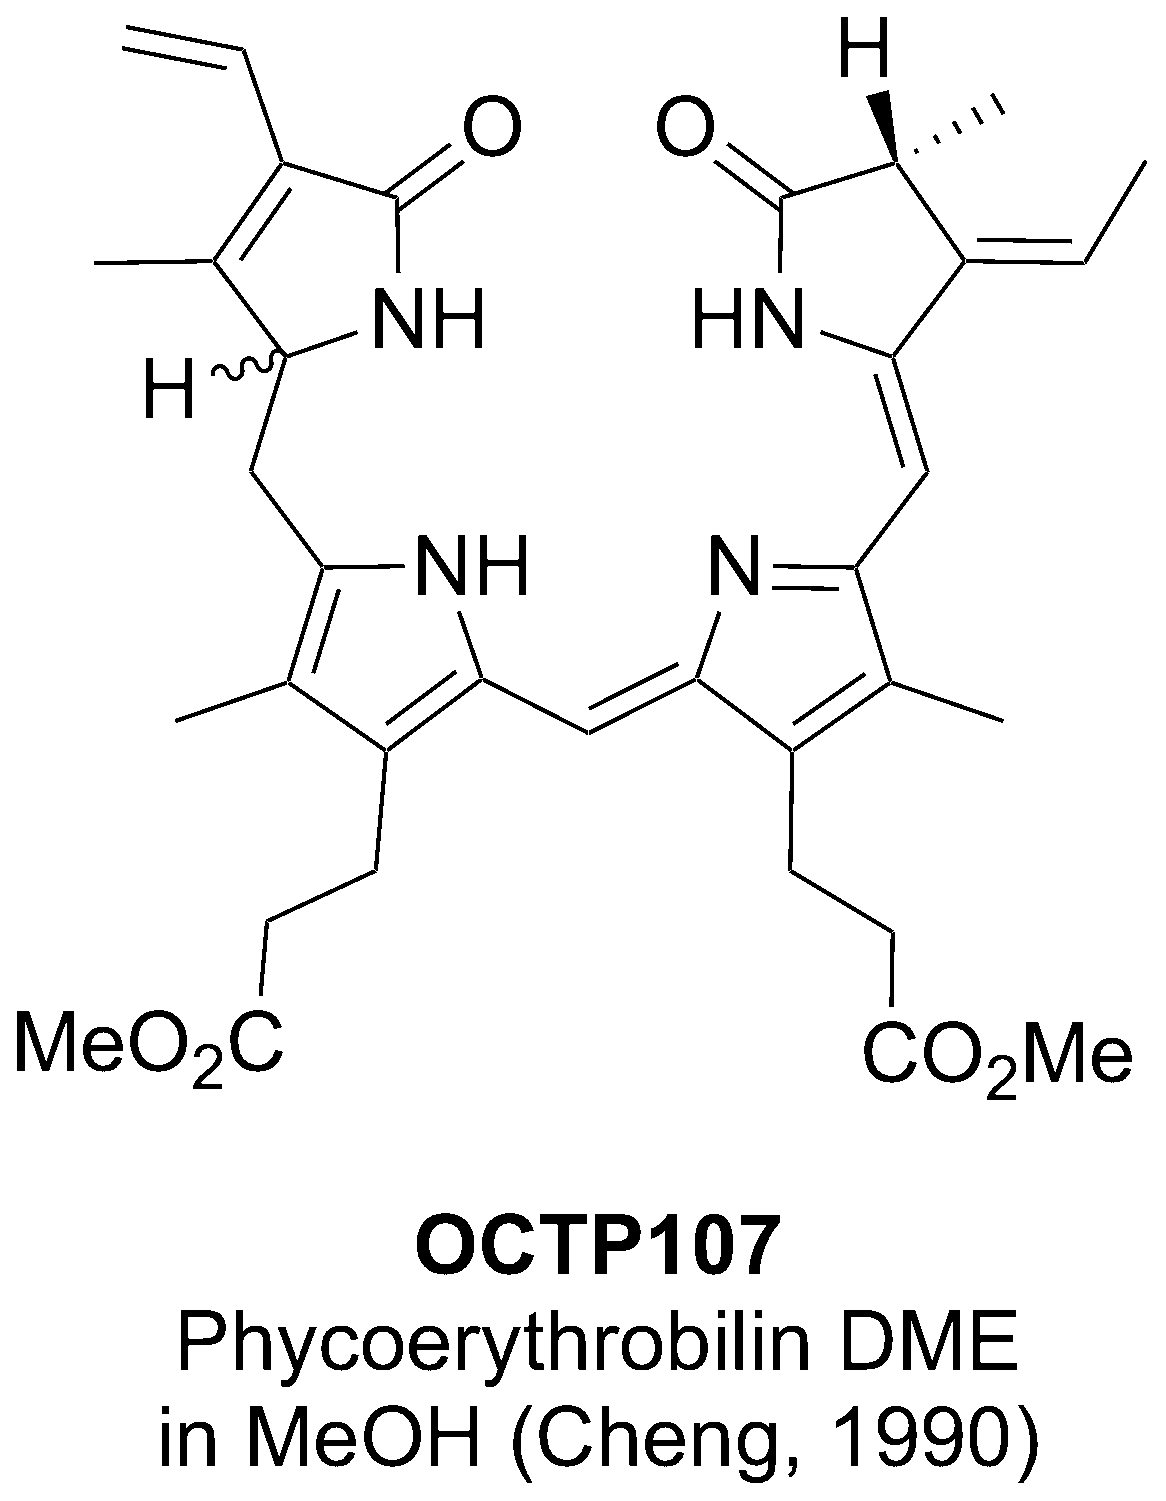 H
O
O
NH
HN
H
NH
N
MeO₂C
CO₂Me
OCTP107
Phycoerythrobilin DME
in MeOH (Cheng, 1990)